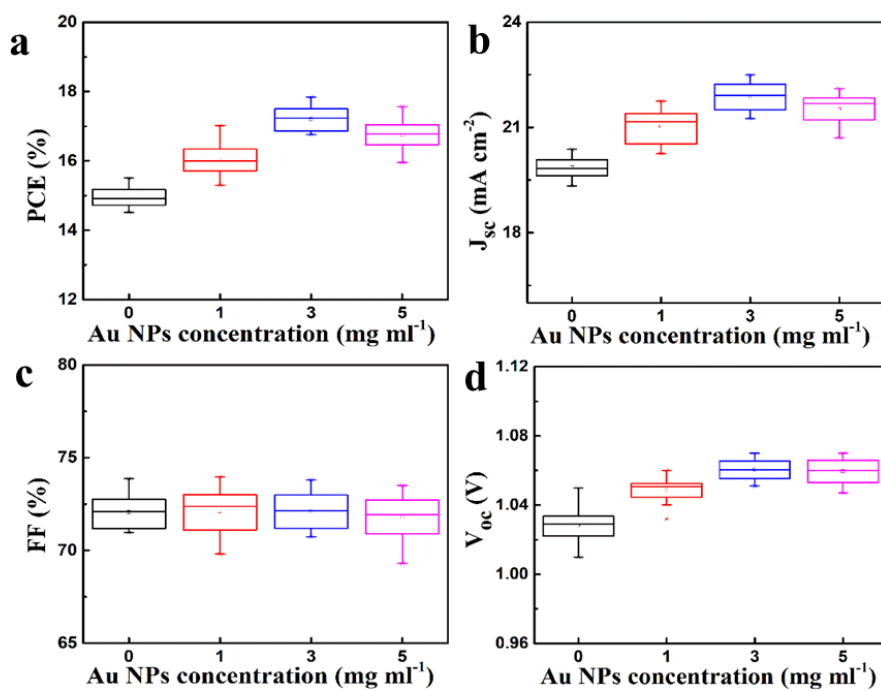 a
20
18
16
14
12
PCE (%)
0 1 3 5
Au NPs concentration (mg ml⁻¹)
b
24
21
18
J_sc (mA cm⁻²)
0 1 3 5
Au NPs concentration (mg ml⁻¹)
c
80
75
70
65
FF (%)
0 1 3 5
Au NPs concentration (mg ml⁻¹)
d
1.12
1.08
1.04
1.00
0.96
V_oc (V)
0 1 3 5
Au NPs concentration (mg ml⁻¹)